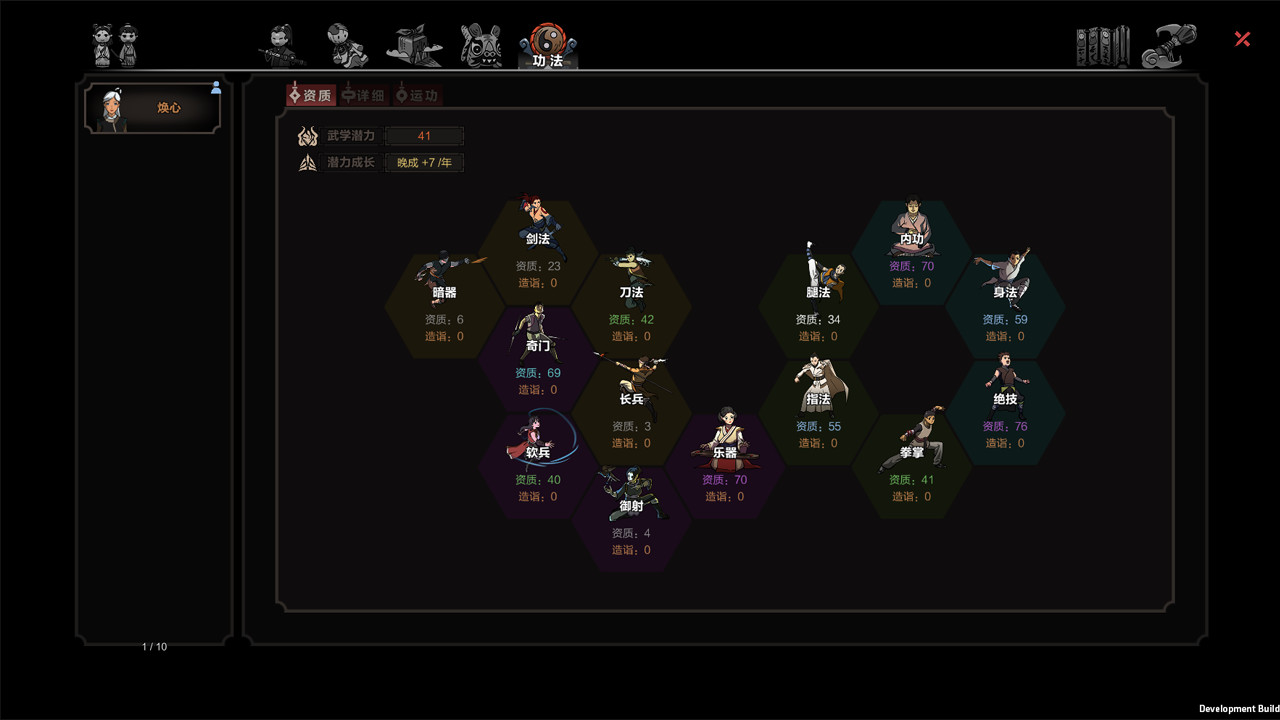 功法
焕心
资质
详细
运功
武学潜力 41
潜力成长 晚成 +7 /年
剑法
资质：23
造诣：0
暗器
资质：6
造诣：0
刀法
资质：42
造诣：0
奇门
资质：69
造诣：0
长兵
资质：3
造诣：0
软兵
资质：40
造诣：0
御射
资质：4
造诣：0
乐器
资质：70
造诣：0
内功
资质：70
造诣：0
腿法
资质：34
造诣：0
身法
资质：59
造诣：0
指法
资质：55
造诣：0
绝技
资质：76
造诣：0
拳掌
资质：41
造诣：0
1 / 10
Development Build